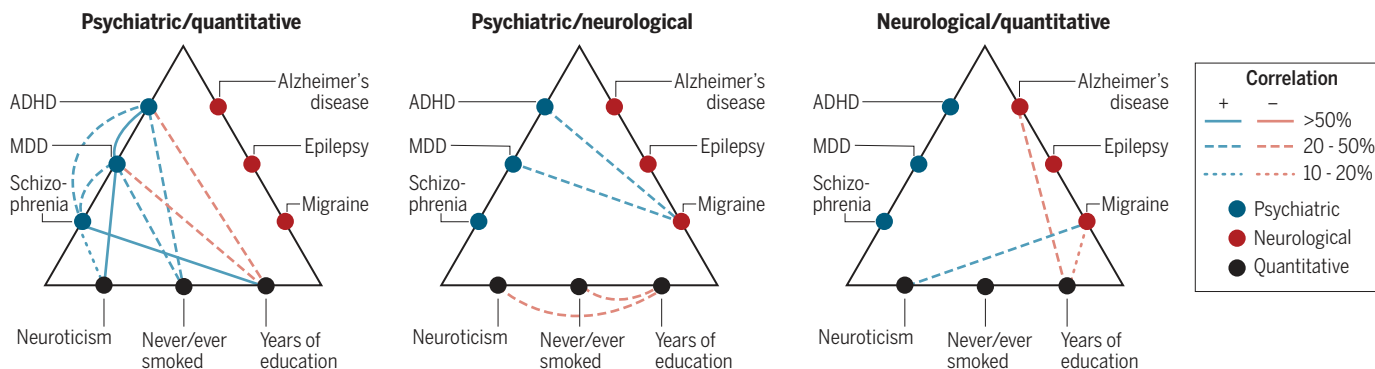 Psychiatric/quantitative
ADHD
MDD
Schizo-
phrenia
Alzheimer's
disease
Epilepsy
Migraine
Neuroticism
Never/ever
smoked
Years of
education
Psychiatric/neurological
ADHD
MDD
Schizo-
phrenia
Alzheimer's
disease
Epilepsy
Migraine
Neuroticism
Never/ever
smoked
Years of
education
Neurological/quantitative
ADHD
MDD
Schizo-
phrenia
Alzheimer's
disease
Epilepsy
Migraine
Neuroticism
Never/ever
smoked
Years of
education
Correlation
+ –
>50%
20 - 50%
10 - 20%
Psychiatric
Neurological
Quantitative